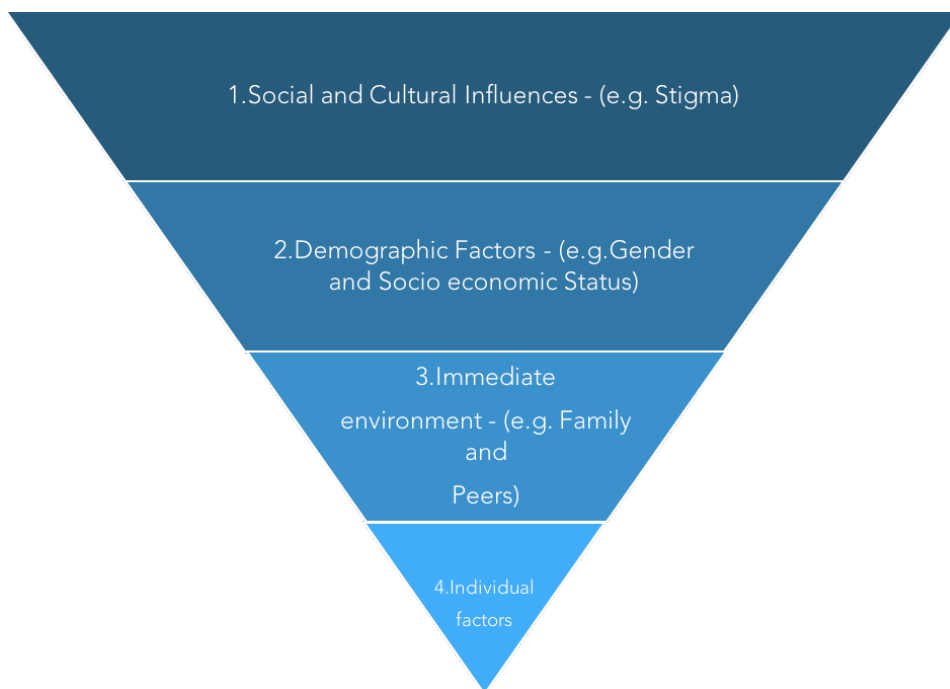 1.Social and Cultural Influences - (e.g. Stigma)
2.Demographic Factors - (e.g.Gender
and Socio economic Status)
3.Immediate
environment - (e.g. Family
and
Peers)
4.Individual
factors